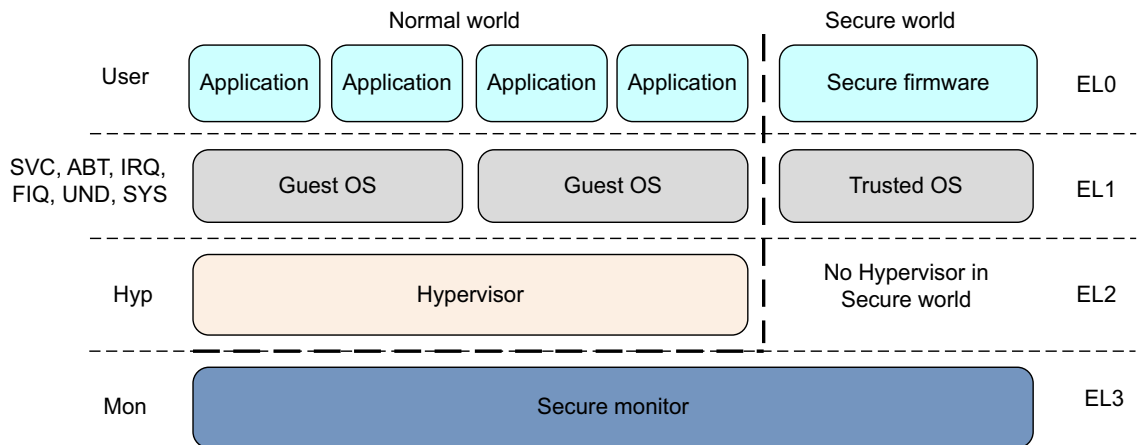 Normal world
Secure world
User
Application
Application
Application
Application
Secure firmware
EL0
SVC, ABT, IRQ,
FIQ, UND, SYS
Guest OS
Guest OS
Trusted OS
EL1
Hyp
Hypervisor
No Hypervisor in
Secure world
EL2
Mon
Secure monitor
EL3